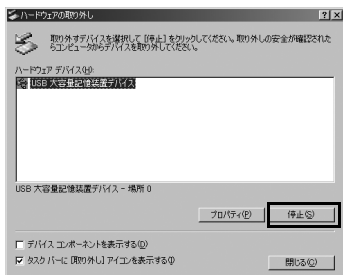 ハードウェアの取り外し
取り外すデバイスを選択して [停止] をクリックしてください。取り外しの安全が確認された
らコンピュータからデバイスを取り外してください。
ハードウェア デバイス(H):
USB 大容量記憶装置デバイス
USB 大容量記憶装置デバイス - 場所 0
プロパティ(P)
停止(S)
デバイス コンポーネントを表示する(D)
タスク バーに [取り外し] アイコンを表示する(I)
閉じる(C)